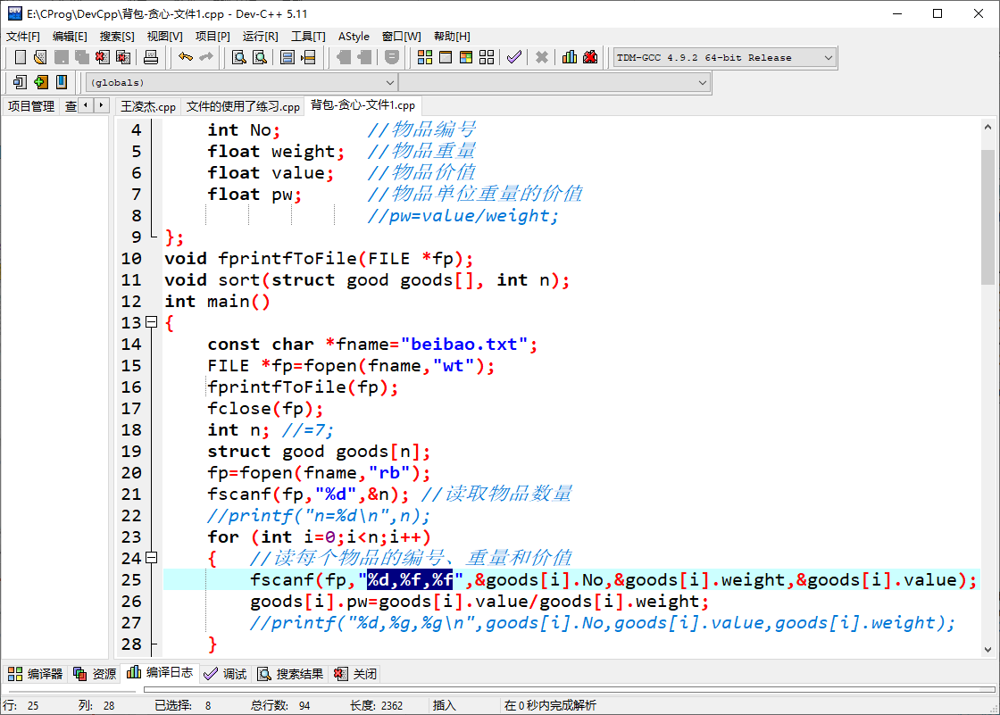 E:\CProg\DevCpp\背包-贪心-文件1.cpp - Dev-C++ 5.11
文件[F] 编辑[E] 搜索[S] 视图[V] 项目[P] 运行[R] 工具[T] AStyle 窗口[W] 帮助[H]
TDM-GCC 4.9.2 64-bit Release
(globals)
项目管理 查 王凌杰.cpp 文件的使用了练习.cpp 背包-贪心-文件1.cpp
4 int No; //物品编号
5 float weight; //物品重量
6 float value; //物品价值
7 float pw; //物品单位重量的价值
8 //pw=value/weight;
9 };
10 void fprintfToFile(FILE *fp);
11 void sort(struct good goods[], int n);
12 int main()
13 {
14 const char *fname="beibao.txt";
15 FILE *fp=fopen(fname,"wt");
16 fprintfToFile(fp);
17 fclose(fp);
18 int n; //=7;
19 struct good goods[n];
20 fp=fopen(fname,"rb");
21 fscanf(fp,"%d",&n); //读取物品数量
22 //printf("n=%d\n",n);
23 for (int i=0;i<n;i++)
24 { //读每个物品的编号、重量和价值
25 fscanf(fp,"%d,%f,%f",&goods[i].No,&goods[i].weight,&goods[i].value);
26 goods[i].pw=goods[i].value/goods[i].weight;
27 //printf("%d,%g,%g\n",goods[i].No,goods[i].value,goods[i].weight);
28 }
编译器 资源 编译日志 调试 搜索结果 关闭
行: 25 列: 28 已选择: 8 总行数: 94 长度: 2362 插入 在 0 秒内完成解析